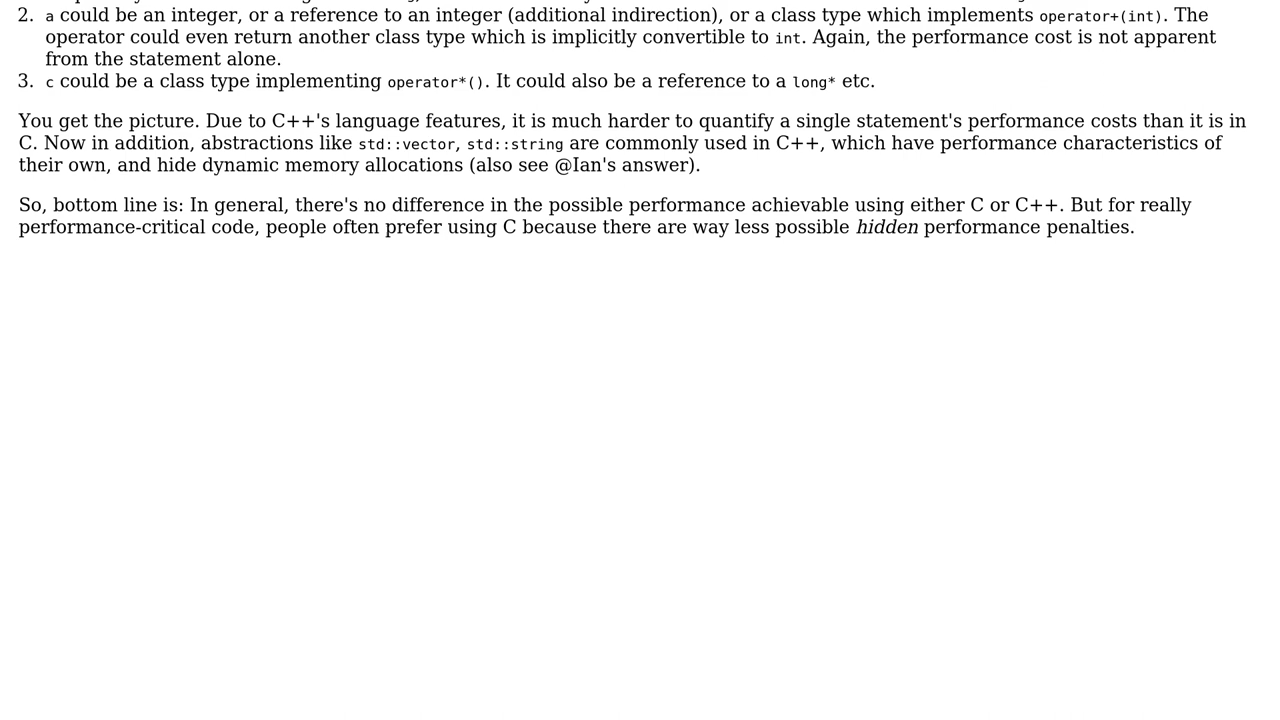 2. a could be an integer, or a reference to an integer (additional indirection), or a class type which implements operator+(int). The
operator could even return another class type which is implicitly convertible to int. Again, the performance cost is not apparent
from the statement alone.
3. c could be a class type implementing operator*(). It could also be a reference to a long* etc.
You get the picture. Due to C++'s language features, it is much harder to quantify a single statement's performance costs than it is in
C. Now in addition, abstractions like std::vector, std::string are commonly used in C++, which have performance characteristics of
their own, and hide dynamic memory allocations (also see @Ian's answer).
So, bottom line is: In general, there's no difference in the possible performance achievable using either C or C++. But for really
performance-critical code, people often prefer using C because there are way less possible hidden performance penalties.